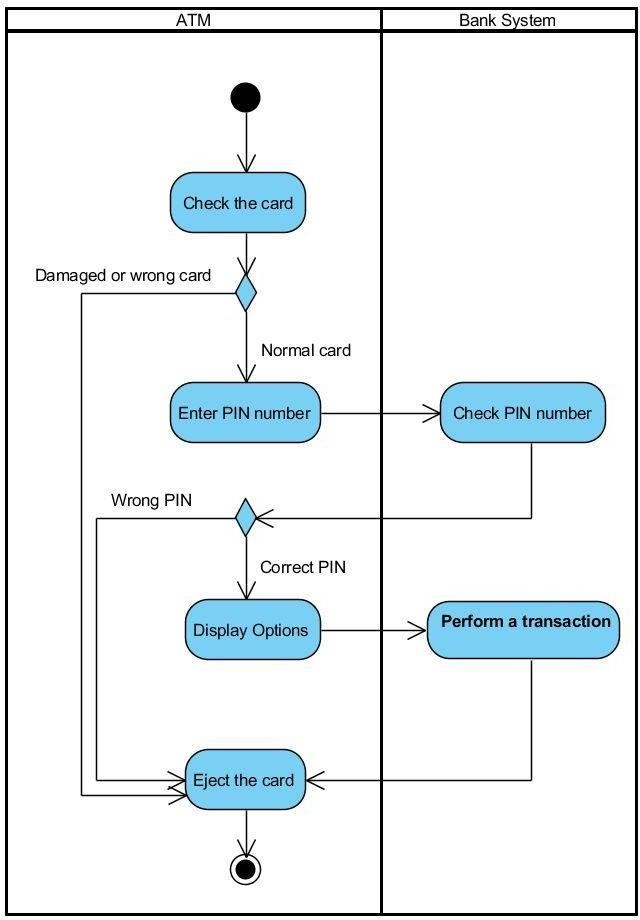 ATM
Bank System
Check the card
Damaged or wrong card
Normal card
Enter PIN number
Check PIN number
Wrong PIN
Correct PIN
Display Options
Perform a transaction
Eject the card